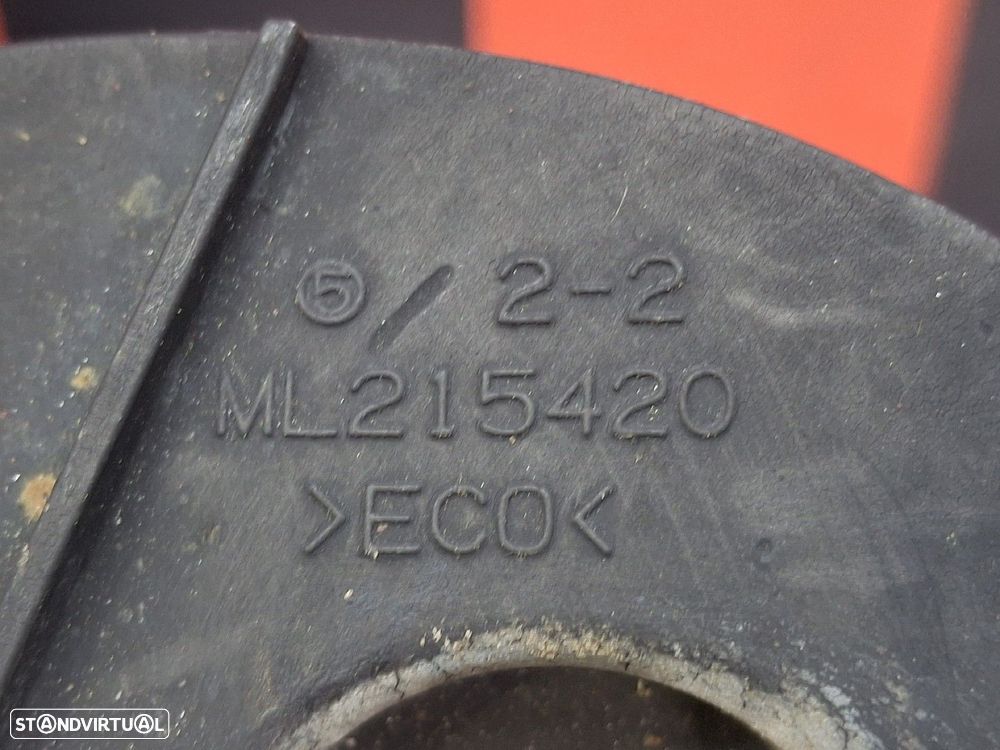 ⑤/ 2-2
ML215420
>ECO<
STANDVIRTUAL